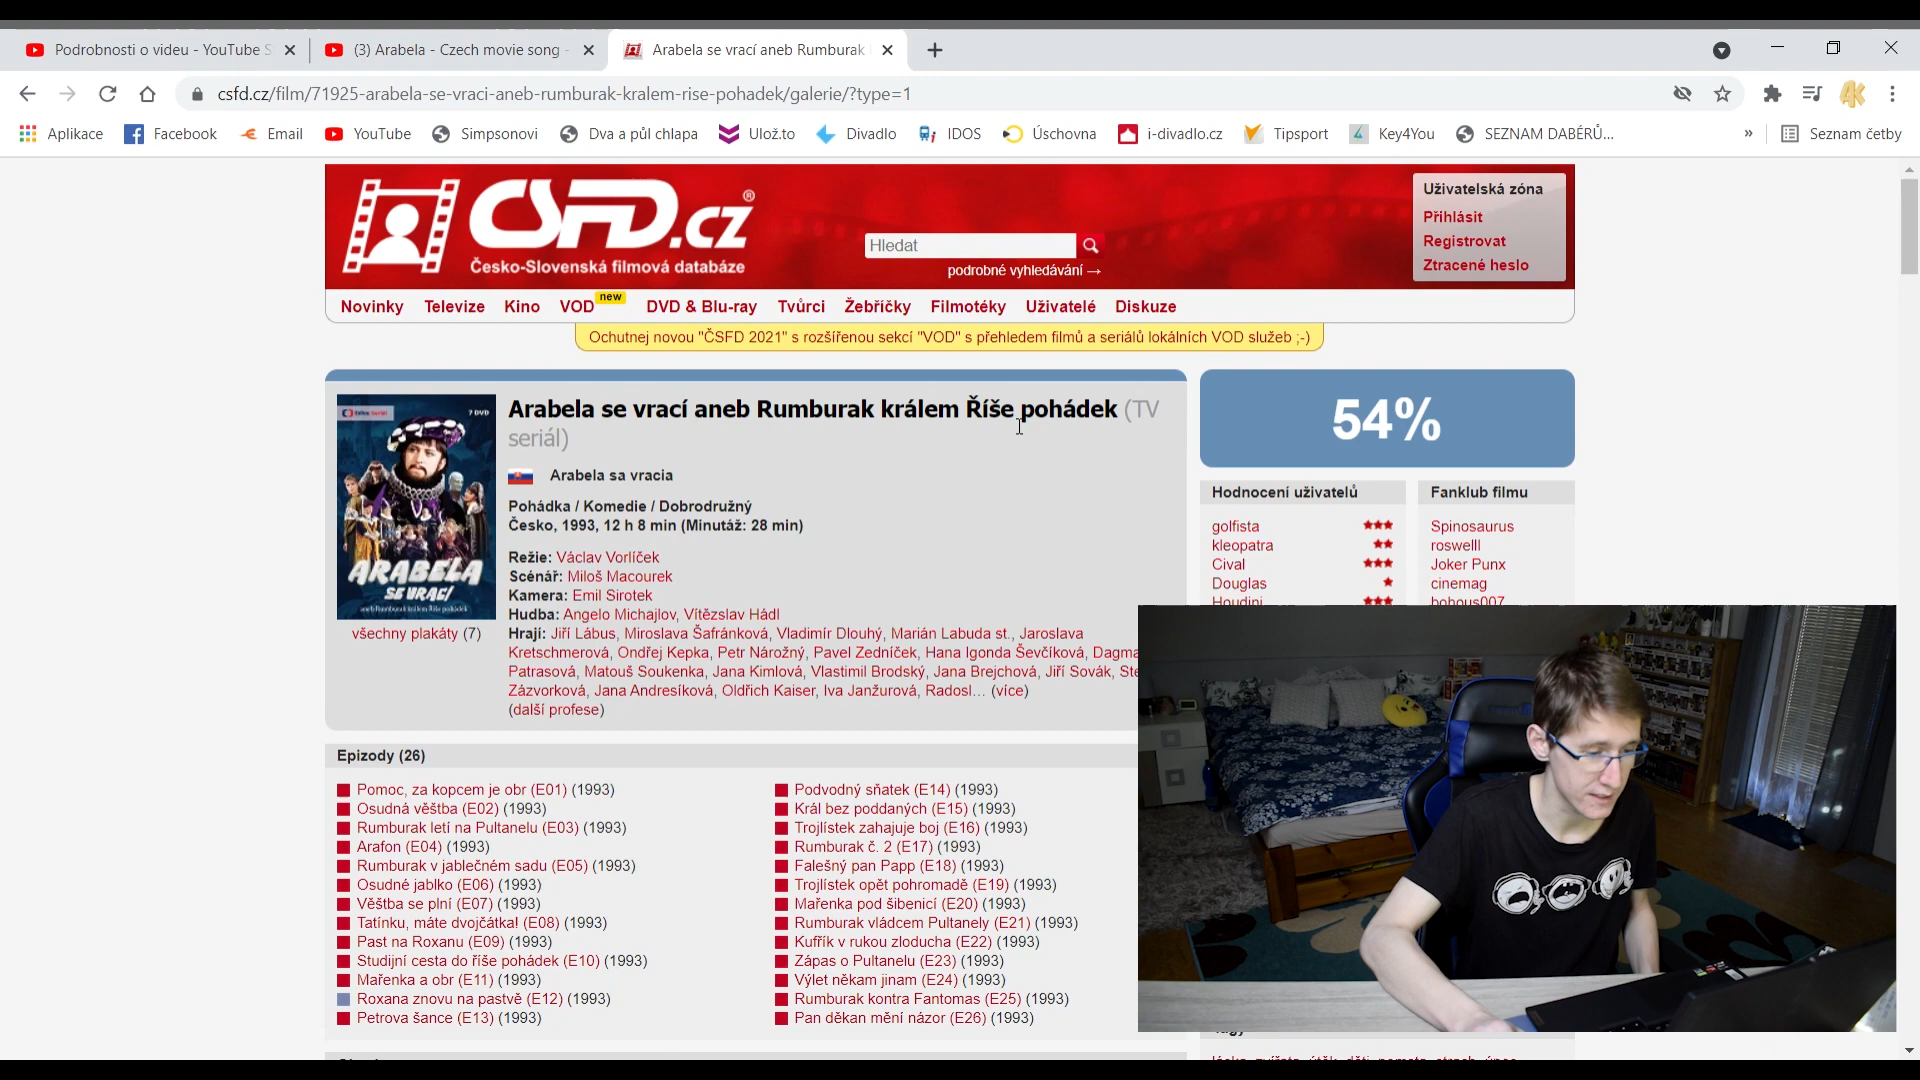 Podrobnosti o videu - YouTube S
(3) Arabela - Czech movie song -
Arabela se vrací aneb Rumburak
csfd.cz/film/71925-arabela-se-vraci-aneb-rumburak-kralem-rise-pohadek/galerie/?type=1
4K
Aplikace
Facebook
Email
YouTube
Simpsonovi
Dva a půl chlapa
Ulož.to
Divadlo
IDOS
Úschovna
i-divadlo.cz
Tipsport
Key4You
SEZNAM DABÉRŮ...
»
Seznam četby
ČSFD.cz®
Česko-Slovenská filmová databáze
Hledat
podrobné vyhledávání →
Uživatelská zóna
Přihlásit
Registrovat
Ztracené heslo
Novinky Televize Kino VOD new DVD & Blu-ray Tvůrci Žebříčky Filmotéky Uživatelé Diskuze
Ochutnej novou "ČSFD 2021" s rozšířenou sekcí "VOD" s přehledem filmů a seriálů lokálních VOD služeb ;-)
7 DVD
ARABELA
SE VRACÍ
aneb Rumburak králem Říše pohádek
všechny plakáty (7)
Arabela se vrací aneb Rumburak králem Říše pohádek (TV
seriál)
Arabela sa vracia
Pohádka / Komedie / Dobrodružný
Česko, 1993, 12 h 8 min (Minutáž: 28 min)
Režie: Václav Vorlíček
Scénář: Miloš Macourek
Kamera: Emil Sirotek
Hudba: Angelo Michajlov, Vítězslav Hádl
Hrají: Jiří Lábus, Miroslava Šafránková, Vladimír Dlouhý, Marián Labuda st., Jaroslava
Kretschmerová, Ondřej Kepka, Petr Nárožný, Pavel Zedníček, Hana Igonda Ševčíková, Dagma
Patrasová, Matouš Soukenka, Jana Kimlová, Vlastimil Brodský, Jana Brejchová, Jiří Sovák, Ste
Zázvorková, Jana Andresíková, Oldřich Kaiser, Iva Janžurová, Radosl... (více)
(další profese)
54%
Hodnocení uživatelů
golfista
kleopatra
Cival
Douglas
Houdini
Fanklub filmu
Spinosaurus
roswelll
Joker Punx
cinemag
bohous007
Epizody (26)
Pomoc, za kopcem je obr (E01) (1993)
Osudná věštba (E02) (1993)
Rumburak letí na Pultanelu (E03) (1993)
Arafon (E04) (1993)
Rumburak v jablečném sadu (E05) (1993)
Osudné jablko (E06) (1993)
Věštba se plní (E07) (1993)
Tatínku, máte dvojčátka! (E08) (1993)
Past na Roxanu (E09) (1993)
Studijní cesta do říše pohádek (E10) (1993)
Mařenka a obr (E11) (1993)
Roxana znovu na pastvě (E12) (1993)
Petrova šance (E13) (1993)
Podvodný sňatek (E14) (1993)
Král bez poddaných (E15) (1993)
Trojlístek zahajuje boj (E16) (1993)
Rumburak č. 2 (E17) (1993)
Falešný pan Papp (E18) (1993)
Trojlístek opět pohromadě (E19) (1993)
Mařenka pod šibenicí (E20) (1993)
Rumburak vládcem Pultanely (E21) (1993)
Kufřík v rukou zloducha (E22) (1993)
Zápas o Pultanelu (E23) (1993)
Výlet někam jinam (E24) (1993)
Rumburak kontra Fantomas (E25) (1993)
Pan děkan mění názor (E26) (1993)